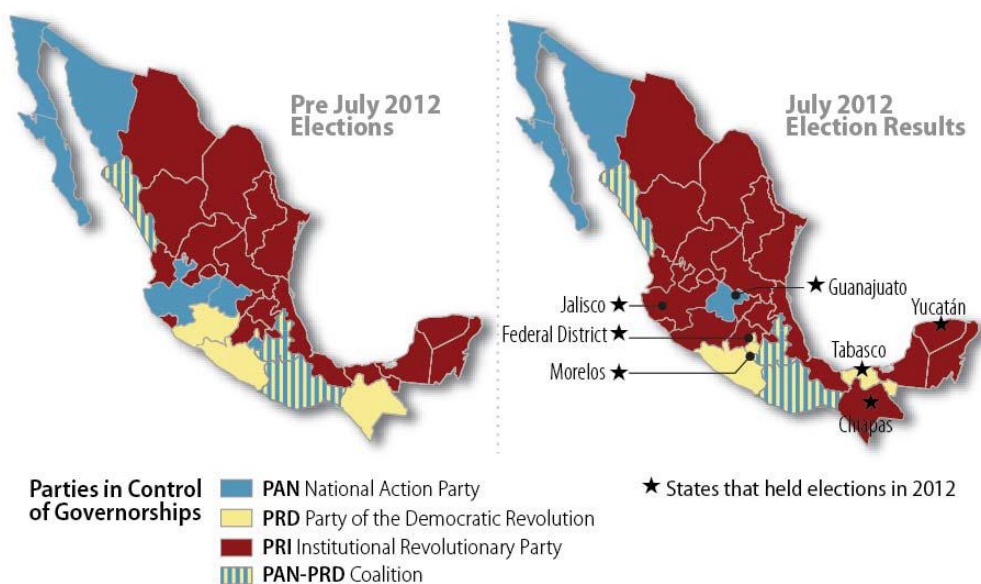 Pre July 2012
Elections
July 2012
Election Results
Guanajuato
Jalisco
Yucatán
Federal District
Tabasco
Morelos
Chiapas
Parties in Control
of Governorships
PAN National Action Party
PRD Party of the Democratic Revolution
PRI Institutional Revolutionary Party
PAN-PRD Coalition
States that held elections in 2012